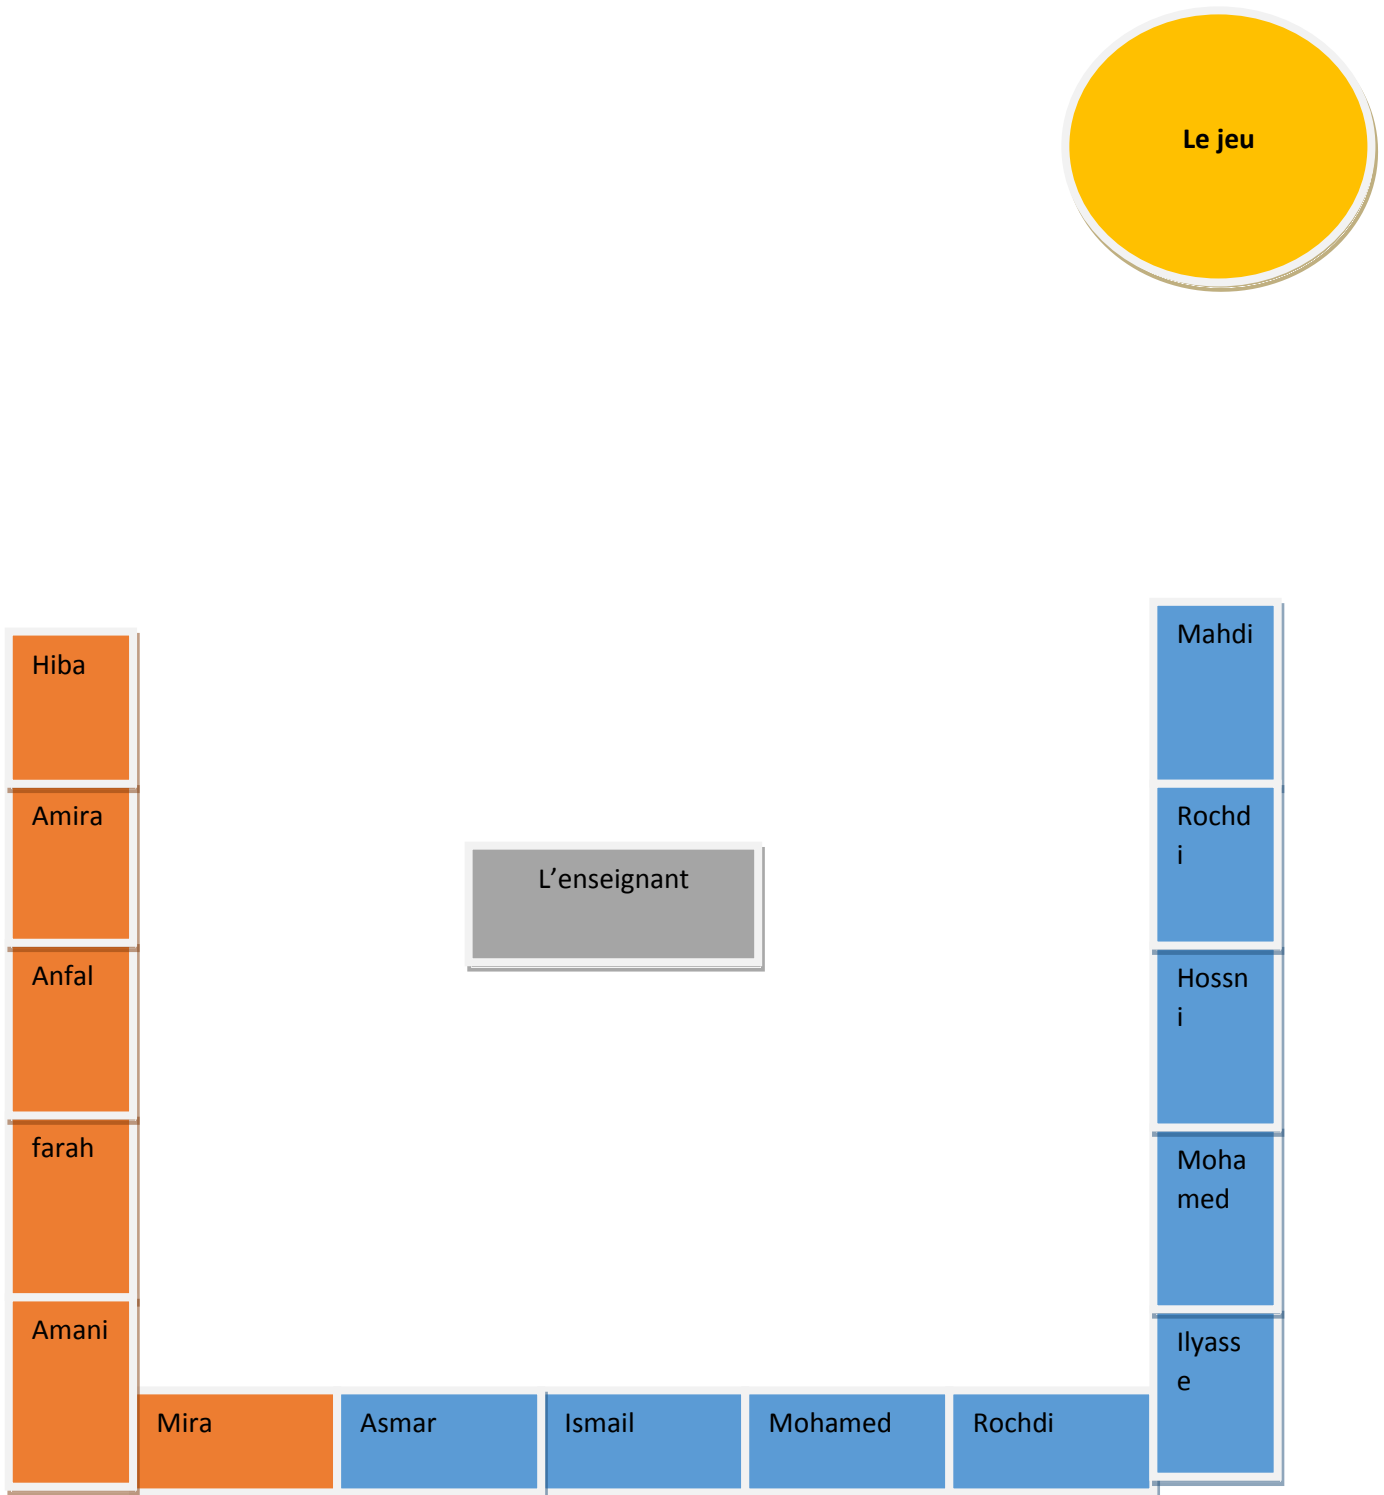 Le jeu
Mahdi
Hiba
Amira
Rochd
i
L’enseignant
Anfal
Hossn
i
farah
Moha
med
Amani
Ilyass
e
Mira
Asmar
Ismail
Mohamed
Rochdi